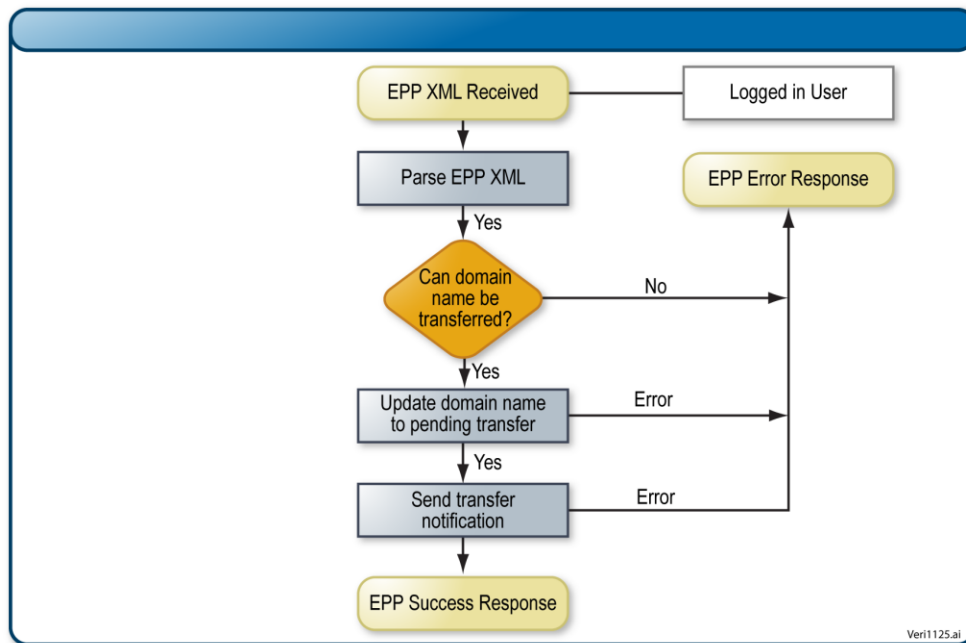 EPP XML Received
Logged in User
Parse EPP XML
EPP Error Response
Yes
Can domain
name be
transferred?
No
Yes
Update domain name
to pending transfer
Error
Yes
Send transfer
notification
Error
EPP Success Response
Veri1125.ai